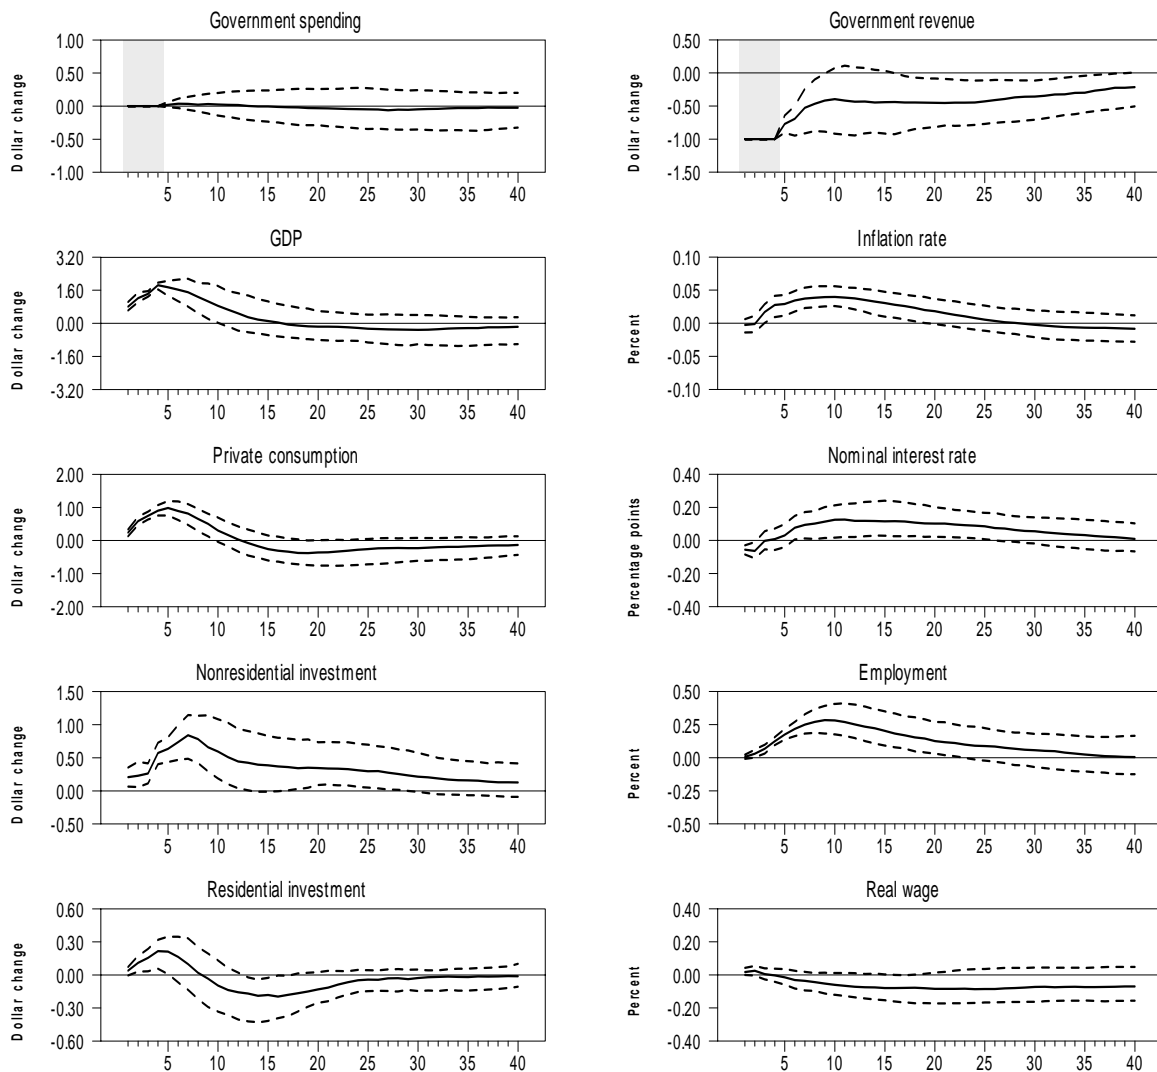 Government spending
1.00
0.50
0.00
-0.50
-1.00
Dollar change
5 10 15 20 25 30 35 40
Government revenue
0.50
0.00
-0.50
-1.00
-1.50
Dollar change
5 10 15 20 25 30 35 40
GDP
3.20
1.60
0.00
-1.60
-3.20
Dollar change
5 10 15 20 25 30 35 40
Inflation rate
0.10
0.05
0.00
-0.05
-0.10
Percent
5 10 15 20 25 30 35 40
Private consumption
2.00
1.00
0.00
-1.00
-2.00
Dollar change
5 10 15 20 25 30 35 40
Nominal interest rate
0.40
0.20
0.00
-0.20
-0.40
Percentage points
5 10 15 20 25 30 35 40
Nonresidential investment
1.50
1.00
0.50
0.00
-0.50
Dollar change
5 10 15 20 25 30 35 40
Employment
0.50
0.25
0.00
-0.25
-0.50
Percent
5 10 15 20 25 30 35 40
Residential investment
0.60
0.30
0.00
-0.30
-0.60
Dollar change
5 10 15 20 25 30 35 40
Real wage
0.40
0.20
0.00
-0.20
-0.40
Percent
5 10 15 20 25 30 35 40